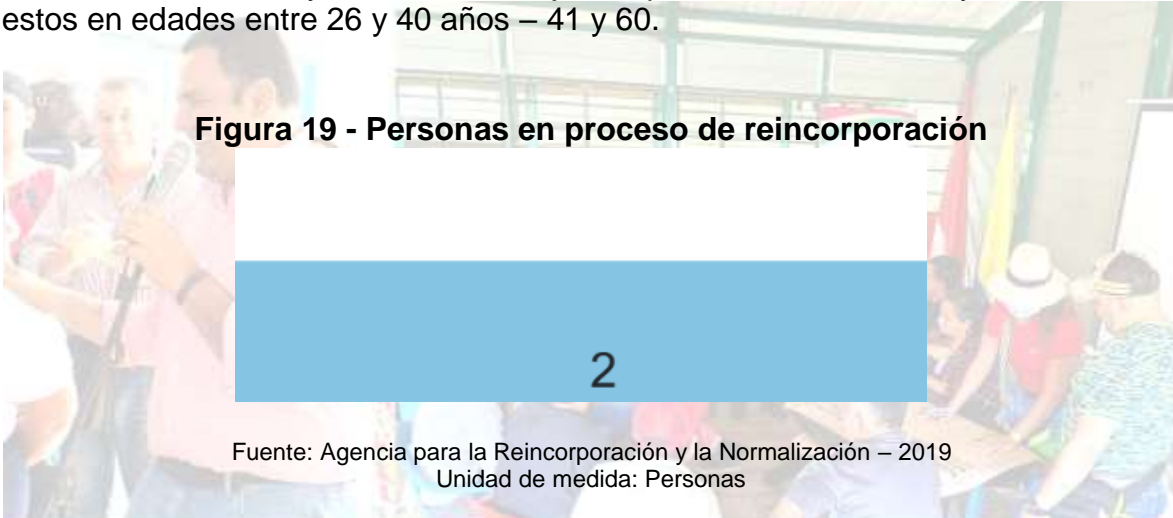 estos en edades entre 26 y 40 años – 41 y 60.
Figura 19 - Personas en proceso de reincorporación
2
Fuente: Agencia para la Reincorporación y la Normalización – 2019
Unidad de medida: Personas